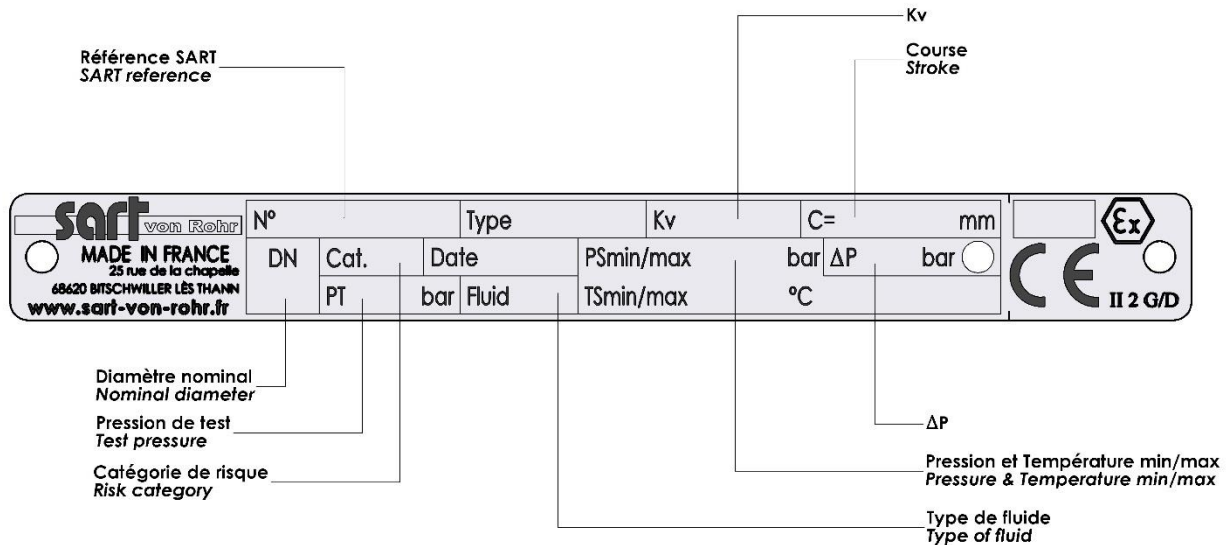 Kv
Référence SART
SART reference
Course
Stroke
sart von Rohr
MADE IN FRANCE
25 rue de la chapelle
68620 BITSCHWILLER LÈS THANN
www.sart-von-rohr.fr
N° Type Kv C= mm
DN Cat. Date PSmin/max bar ΔP bar
PT bar Fluid TSmin/max °C
Ex
CE II 2 G/D
Diamètre nominal
Nominal diameter
Pression de test
Test pressure
Catégorie de risque
Risk category
ΔP
Pression et Température min/max
Pressure & Temperature min/max
Type de fluide
Type of fluid